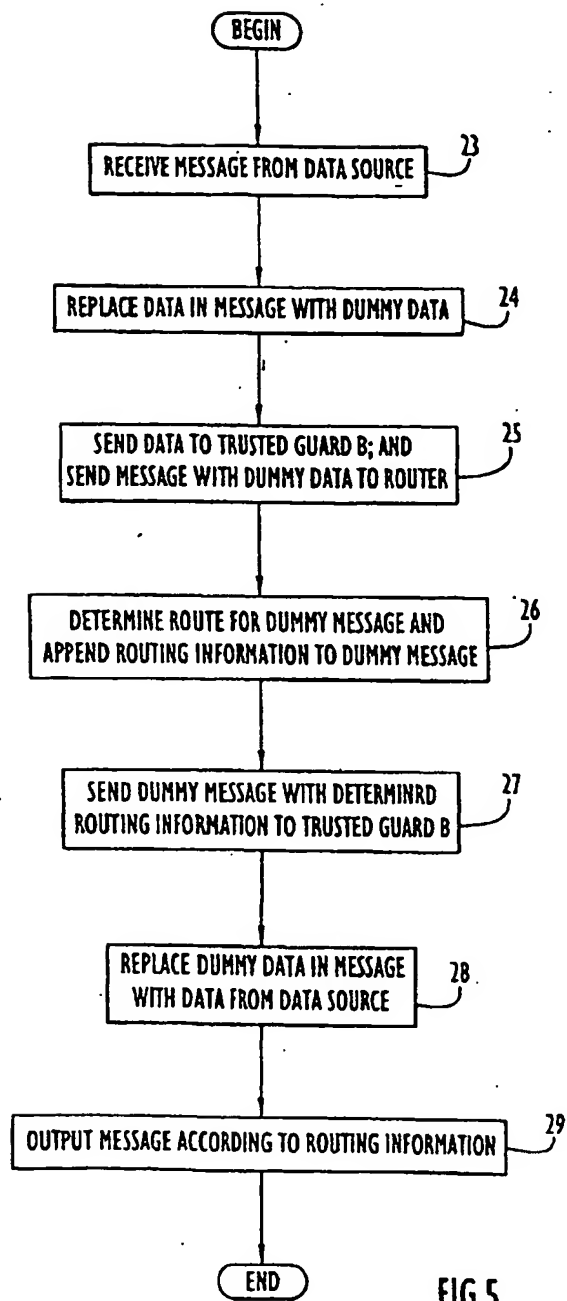 BEGIN
23
RECEIVE MESSAGE FROM DATA SOURCE
24
REPLACE DATA IN MESSAGE WITH DUMMY DATA
25
SEND DATA TO TRUSTED GUARD B; AND
SEND MESSAGE WITH DUMMY DATA TO ROUTER
26
DETERMINE ROUTE FOR DUMMY MESSAGE AND
APPEND ROUTING INFORMATION TO DUMMY MESSAGE
27
SEND DUMMY MESSAGE WITH DETERMINRD
ROUTING INFORMATION TO TRUSTED GUARD B
REPLACE DUMMY DATA IN MESSAGE
WITH DATA FROM DATA SOURCE
28
OUTPUT MESSAGE ACCORDING TO ROUTING INFORMATION
29
END
FIG.5